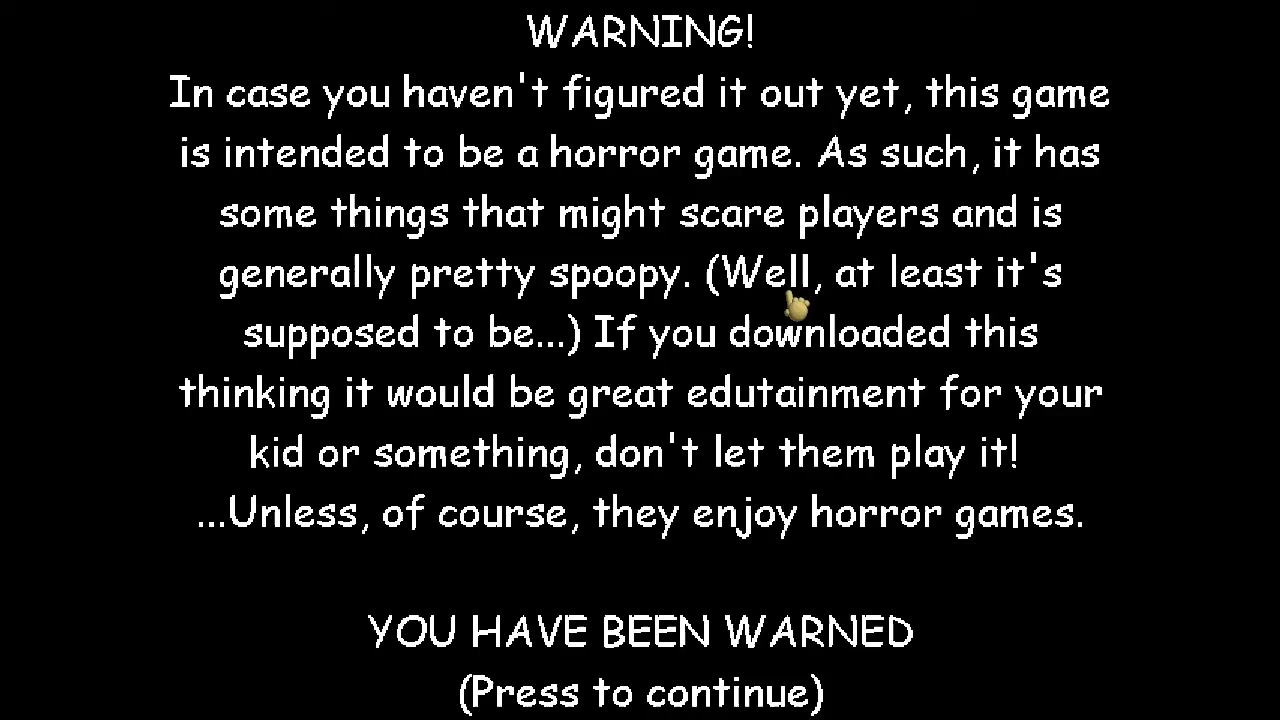 WARNING!
In case you haven't figured it out yet, this game
is intended to be a horror game. As such, it has
some things that might scare players and is
generally pretty spoopy. (Well, at least it's
supposed to be...) If you downloaded this
thinking it would be great edutainment for your
kid or something, don't let them play it!
...Unless, of course, they enjoy horror games.
YOU HAVE BEEN WARNED
(Press to continue)